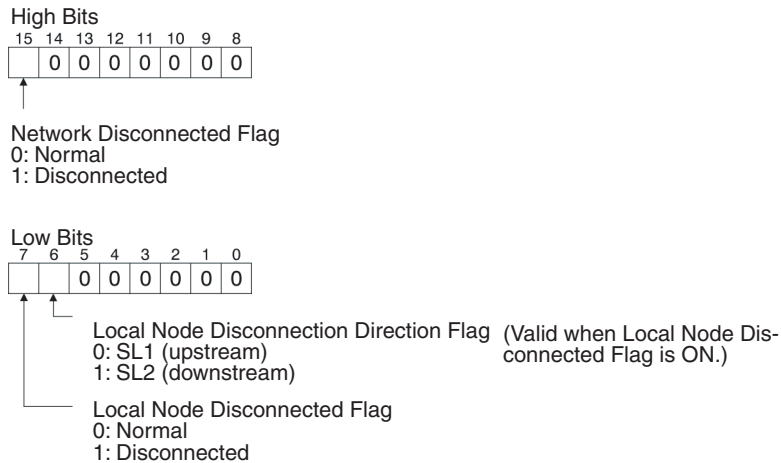 High Bits
15 14 13 12 11 10 9 8
0 0 0 0 0 0 0
Network Disconnected Flag
0: Normal
1: Disconnected
Low Bits
7 6 5 4 3 2 1 0
0 0 0 0 0 0
Local Node Disconnection Direction Flag (Valid when Local Node Dis-
0: SL1 (upstream) connected Flag is ON.)
1: SL2 (downstream)
Local Node Disconnected Flag
0: Normal
1: Disconnected